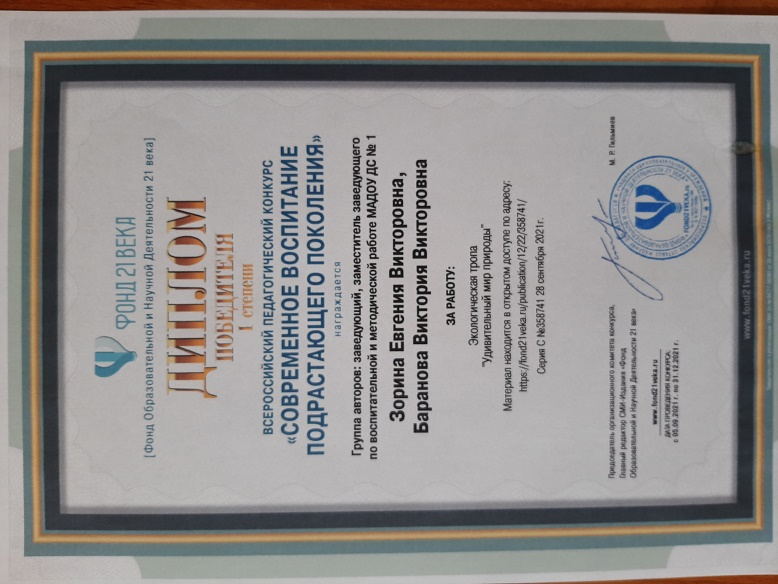 ФОНД 21 ВЕКА
[Фонд Образовательной и Научной Деятельности 21 века]
ДИПЛОМ
ПОБЕДИТЕЛЯ
I степени
ВСЕРОССИЙСКИЙ ПЕДАГОГИЧЕСКИЙ КОНКУРС
«СОВРЕМЕННОЕ ВОСПИТАНИЕ
ПОДРАСТАЮЩЕГО ПОКОЛЕНИЯ»
награждается
Группа авторов: заведующий, заместитель заведующего
по воспитательной и методической работе МАДОУ ДС № 1
Зорина Евгения Викторовна,
Баранова Виктория Викторовна
ЗА РАБОТУ:
Экологическая тропа
"Удивительный мир природы"
Материал находится в открытом доступе по адресу:
https://fond21veka.ru/publication/12/22/358741/
Серия С №358741 28 сентября 2021г.
Председатель организационного комитета конкурса,
Главный редактор СМИ-Издания «Фонд
Образовательной и Научной Деятельности 21 века»
М. Р. Гильмиев
www.fond21veka.ru
ДАТА ПРОВЕДЕНИЯ КОНКУРСА:
с 05.09.2021 г. по 31.12.2021 г.
FOND21VEKA.ru
www.fond21veka.ru